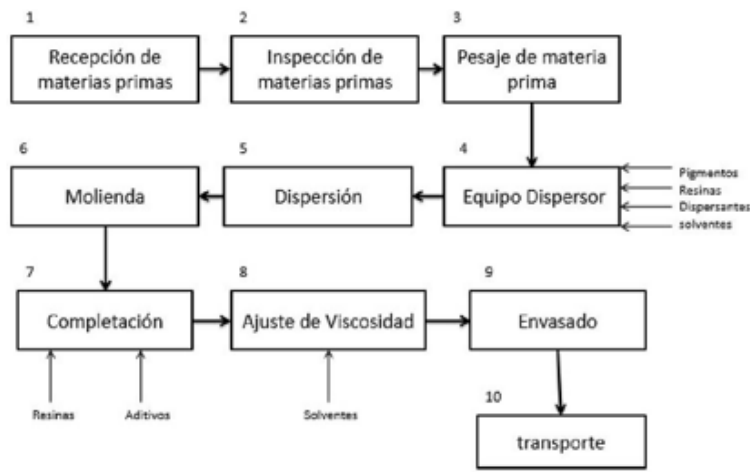 1
Recepción de
materias primas
2
Inspección de
materias primas
3
Pesaje de materia
prima
4
Equipo Dispersor
Pigmentos
Resinas
Dispersantes
solventes
5
Dispersión
6
Molienda
7
Completación
Resinas
Aditivos
8
Ajuste de Viscosidad
Solventes
9
Envasado
10
transporte